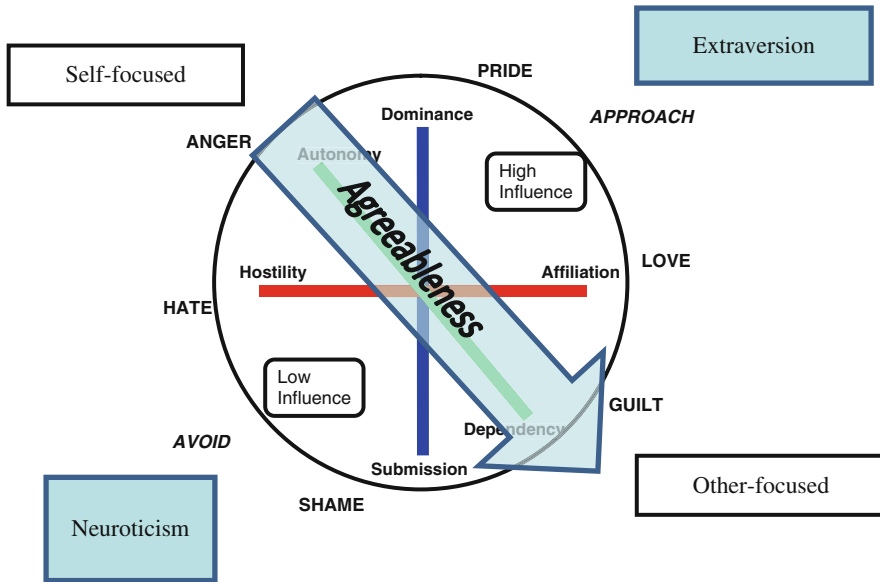 Extraversion
Self-focused
PRIDE
Dominance
APPROACH
ANGER
Autonomy
High
Influence
Agreeableness
Hostility
Affiliation
LOVE
HATE
Low
Influence
GUILT
Dependency
AVOID
Submission
Other-focused
SHAME
Neuroticism